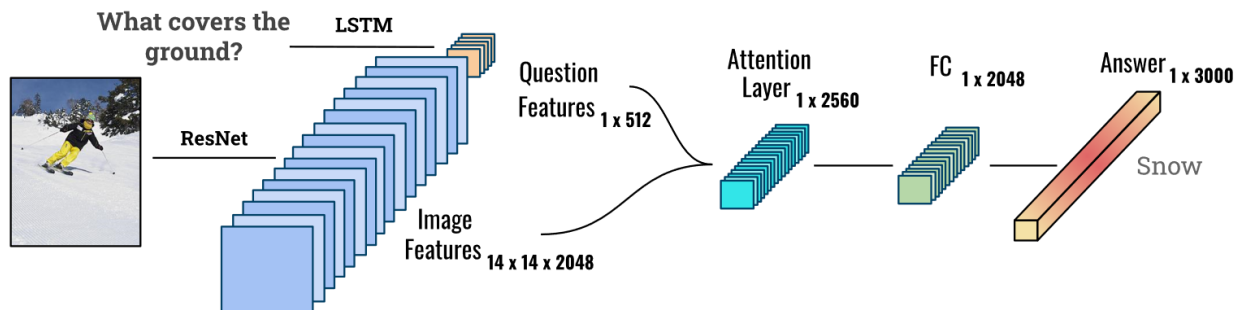 What covers the
ground?
LSTM
ResNet
Question
Features 1 x 512
Image
Features 14 x 14 x 2048
Attention
Layer 1 x 2560
FC 1 x 2048
Answer 1 x 3000
Snow